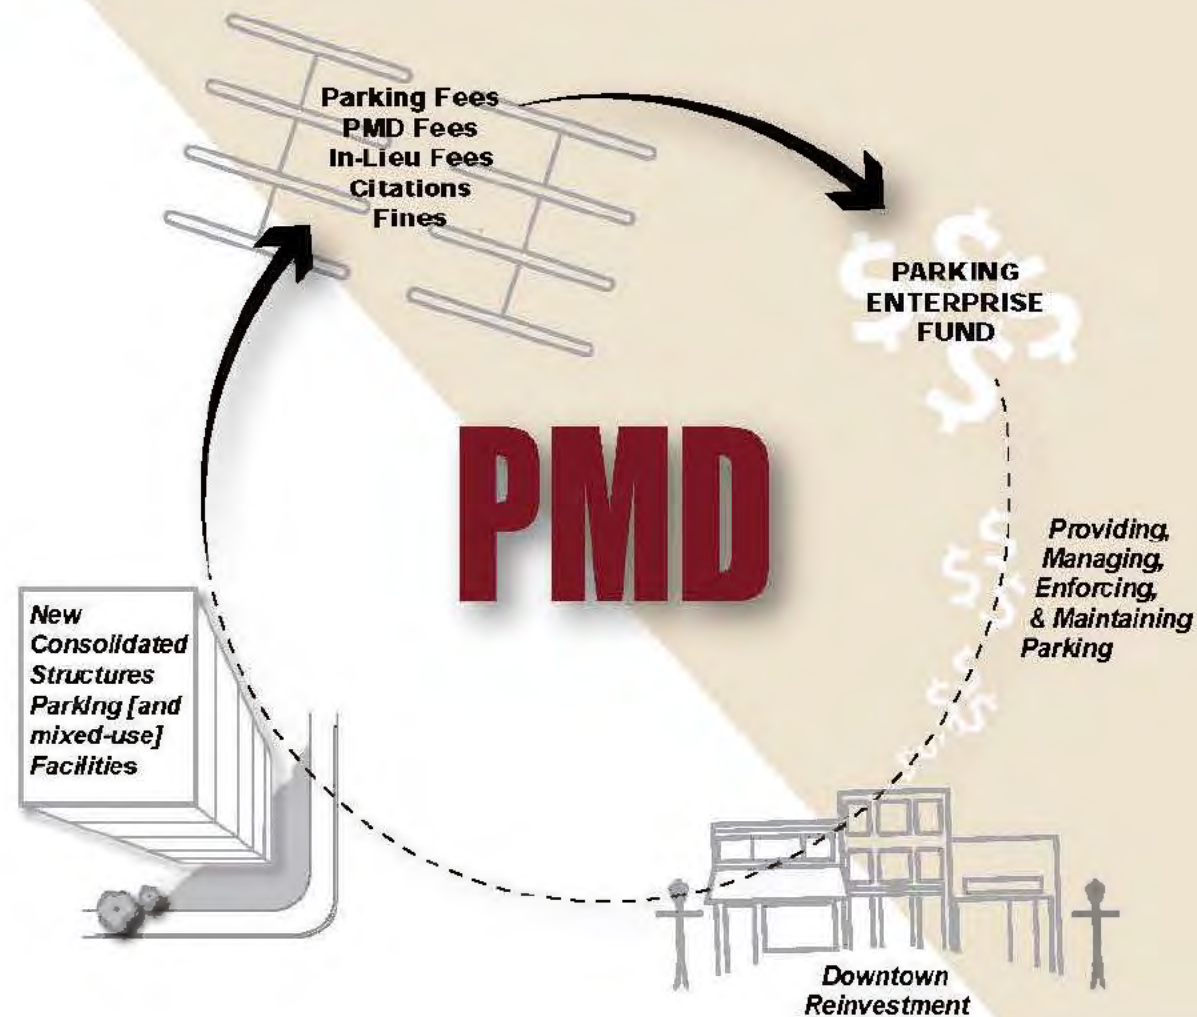 Parking Fees
PMD Fees
In-Lieu Fees
Citations
Fines
PARKING
ENTERPRISE
FUND
PMD
Providing,
Managing,
Enforcing,
& Maintaining
Parking
New
Consolidated
Structures
Parking [and
mixed-use]
Facilities
Downtown
Reinvestment